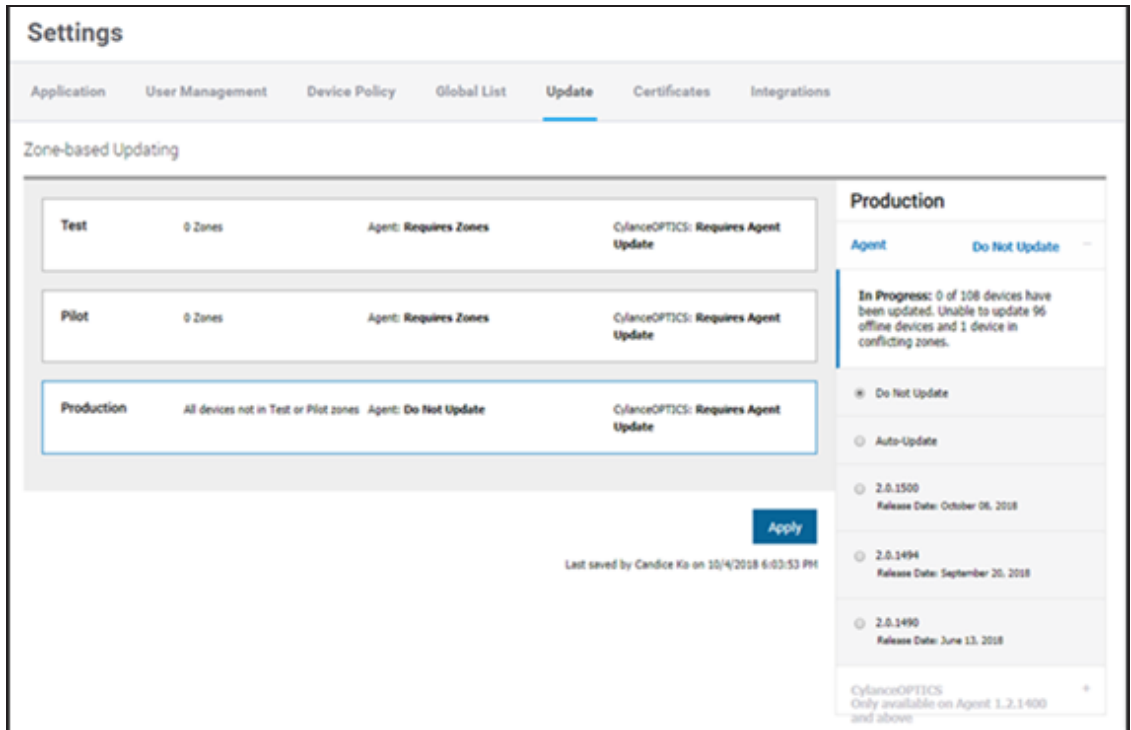 Settings
Application User Management Device Policy Global List Update Certificates Integrations
Zone-based Updating
Test 0 Zones Agent: Requires Zones CylanceOPTICS: Requires Agent
Update
Pilot 0 Zones Agent: Requires Zones CylanceOPTICS: Requires Agent
Update
Production All devices not in Test or Pilot zones Agent: Do Not Update CylanceOPTICS: Requires Agent
Update
Apply
Last saved by Candice Ko on 10/4/2018 6:03:53 PM
Production
Agent Do Not Update
In Progress: 0 of 108 devices have
been updated. Unable to update 96
offline devices and 1 device in
conflicting zones.
Do Not Update
Auto-Update
2.0.1500
Release Date: October 08, 2018
2.0.1494
Release Date: September 20, 2018
2.0.1490
Release Date: June 13, 2018
CylanceOPTICS
Only available on Agent 1.2.1400
and above